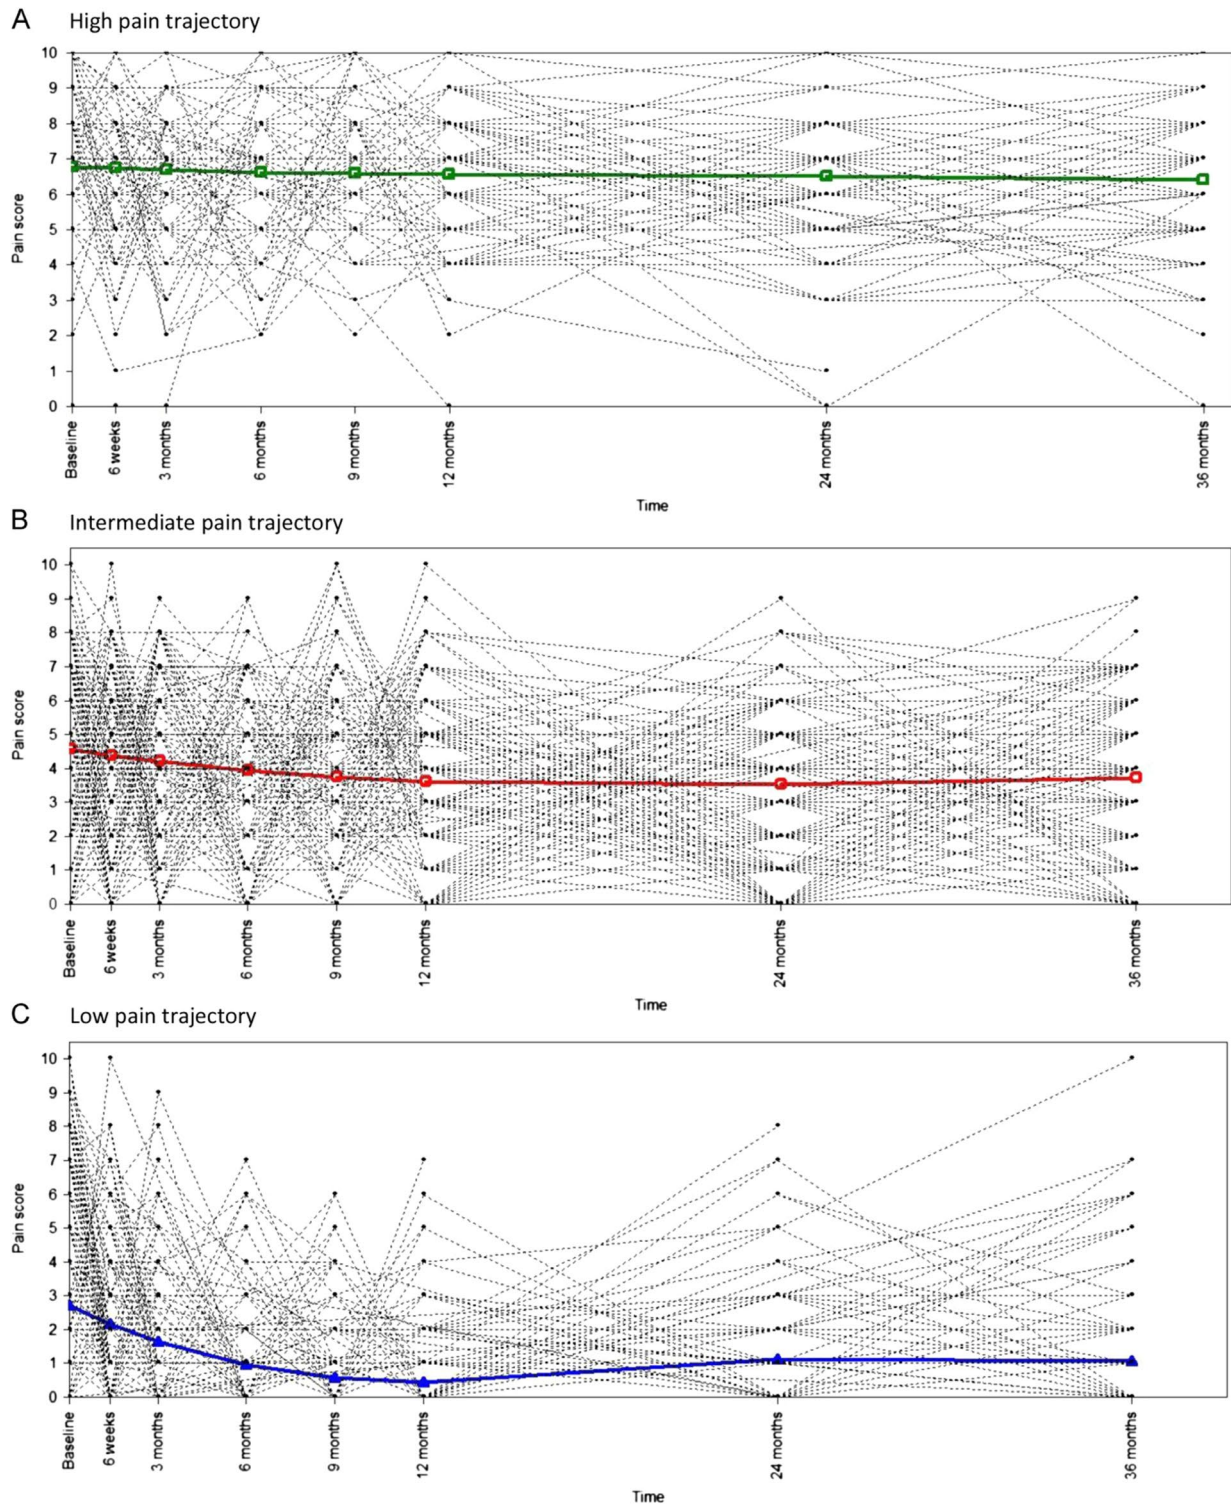 A High pain trajectory
10
9
8
7
6
5
4
3
2
1
0
Pain score
Baseline
6 weeks
3 months
6 months
9 months
12 months
24 months
36 months
Time
B Intermediate pain trajectory
10
9
8
7
6
5
4
3
2
1
0
Pain score
Baseline
6 weeks
3 months
6 months
9 months
12 months
24 months
36 months
Time
C Low pain trajectory
10
9
8
7
6
5
4
3
2
1
0
Pain score
Baseline
6 weeks
3 months
6 months
9 months
12 months
24 months
36 months
Time